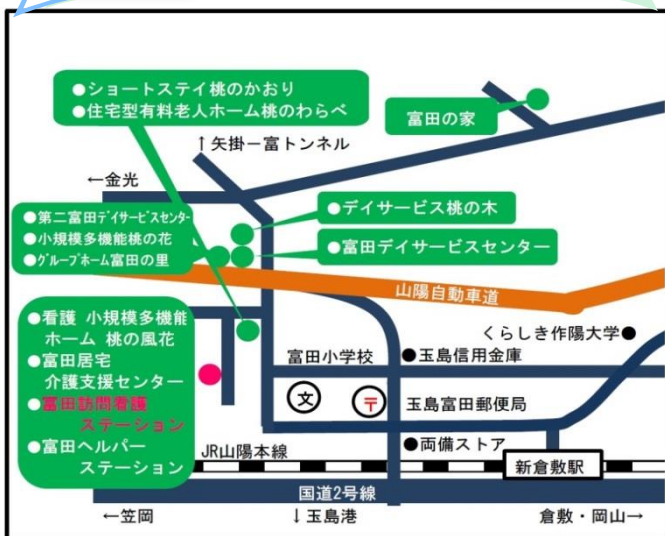 ●ショートステイ桃のかおり
●住宅型有料老人ホーム桃のわらべ
富田の家
↑矢掛－富トンネル
←金光
●第二富田デイサービスセンター
●小規模多機能桃の花
●グループホーム富田の里
●デイサービス桃の木
●富田デイサービスセンター
山陽自動車道
●看護 小規模多機能
ホーム 桃の風花
●富田居宅
介護支援センター
●富田訪問看護
ステーション
●富田ヘルパー
ステーション
くらしき作陽大学●
富田小学校
●玉島信用金庫
文
〒
玉島富田郵便局
JR山陽本線
●両備ストア
新倉敷駅
国道2号線
←笠岡
↓玉島港
倉敷・岡山→